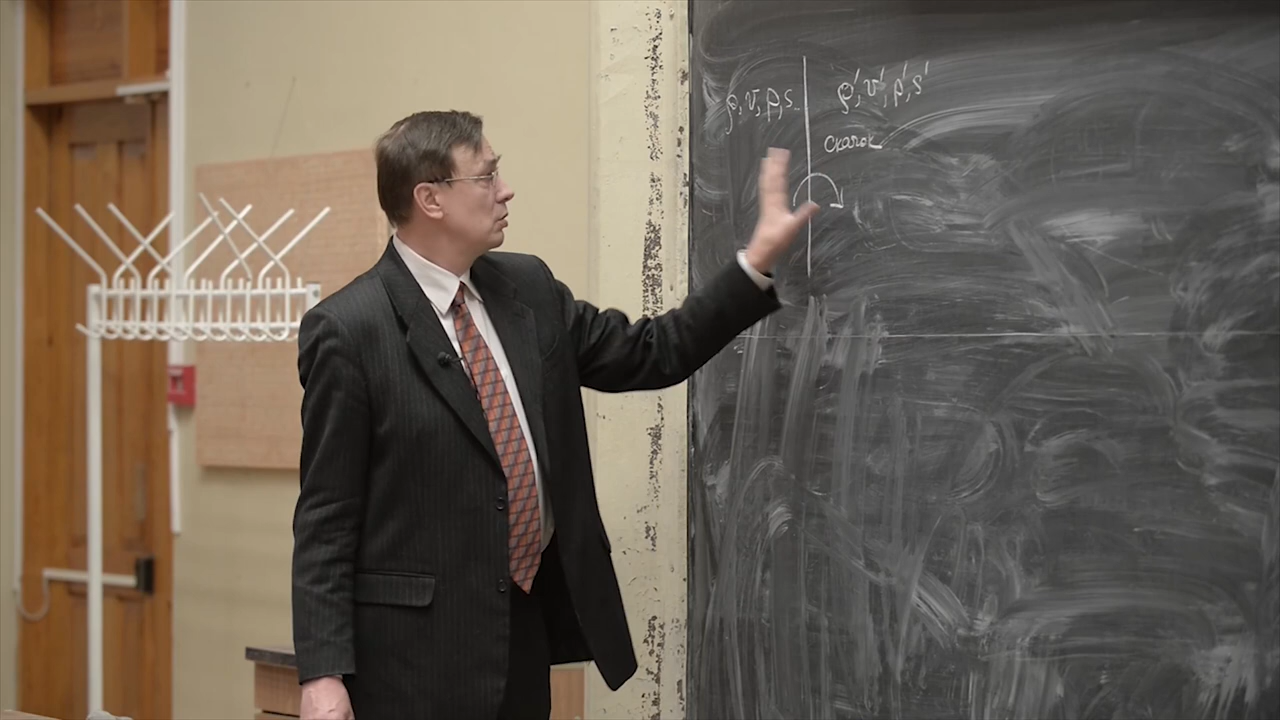 ρ, v, p, s
ρ', v', p', s'
скачок